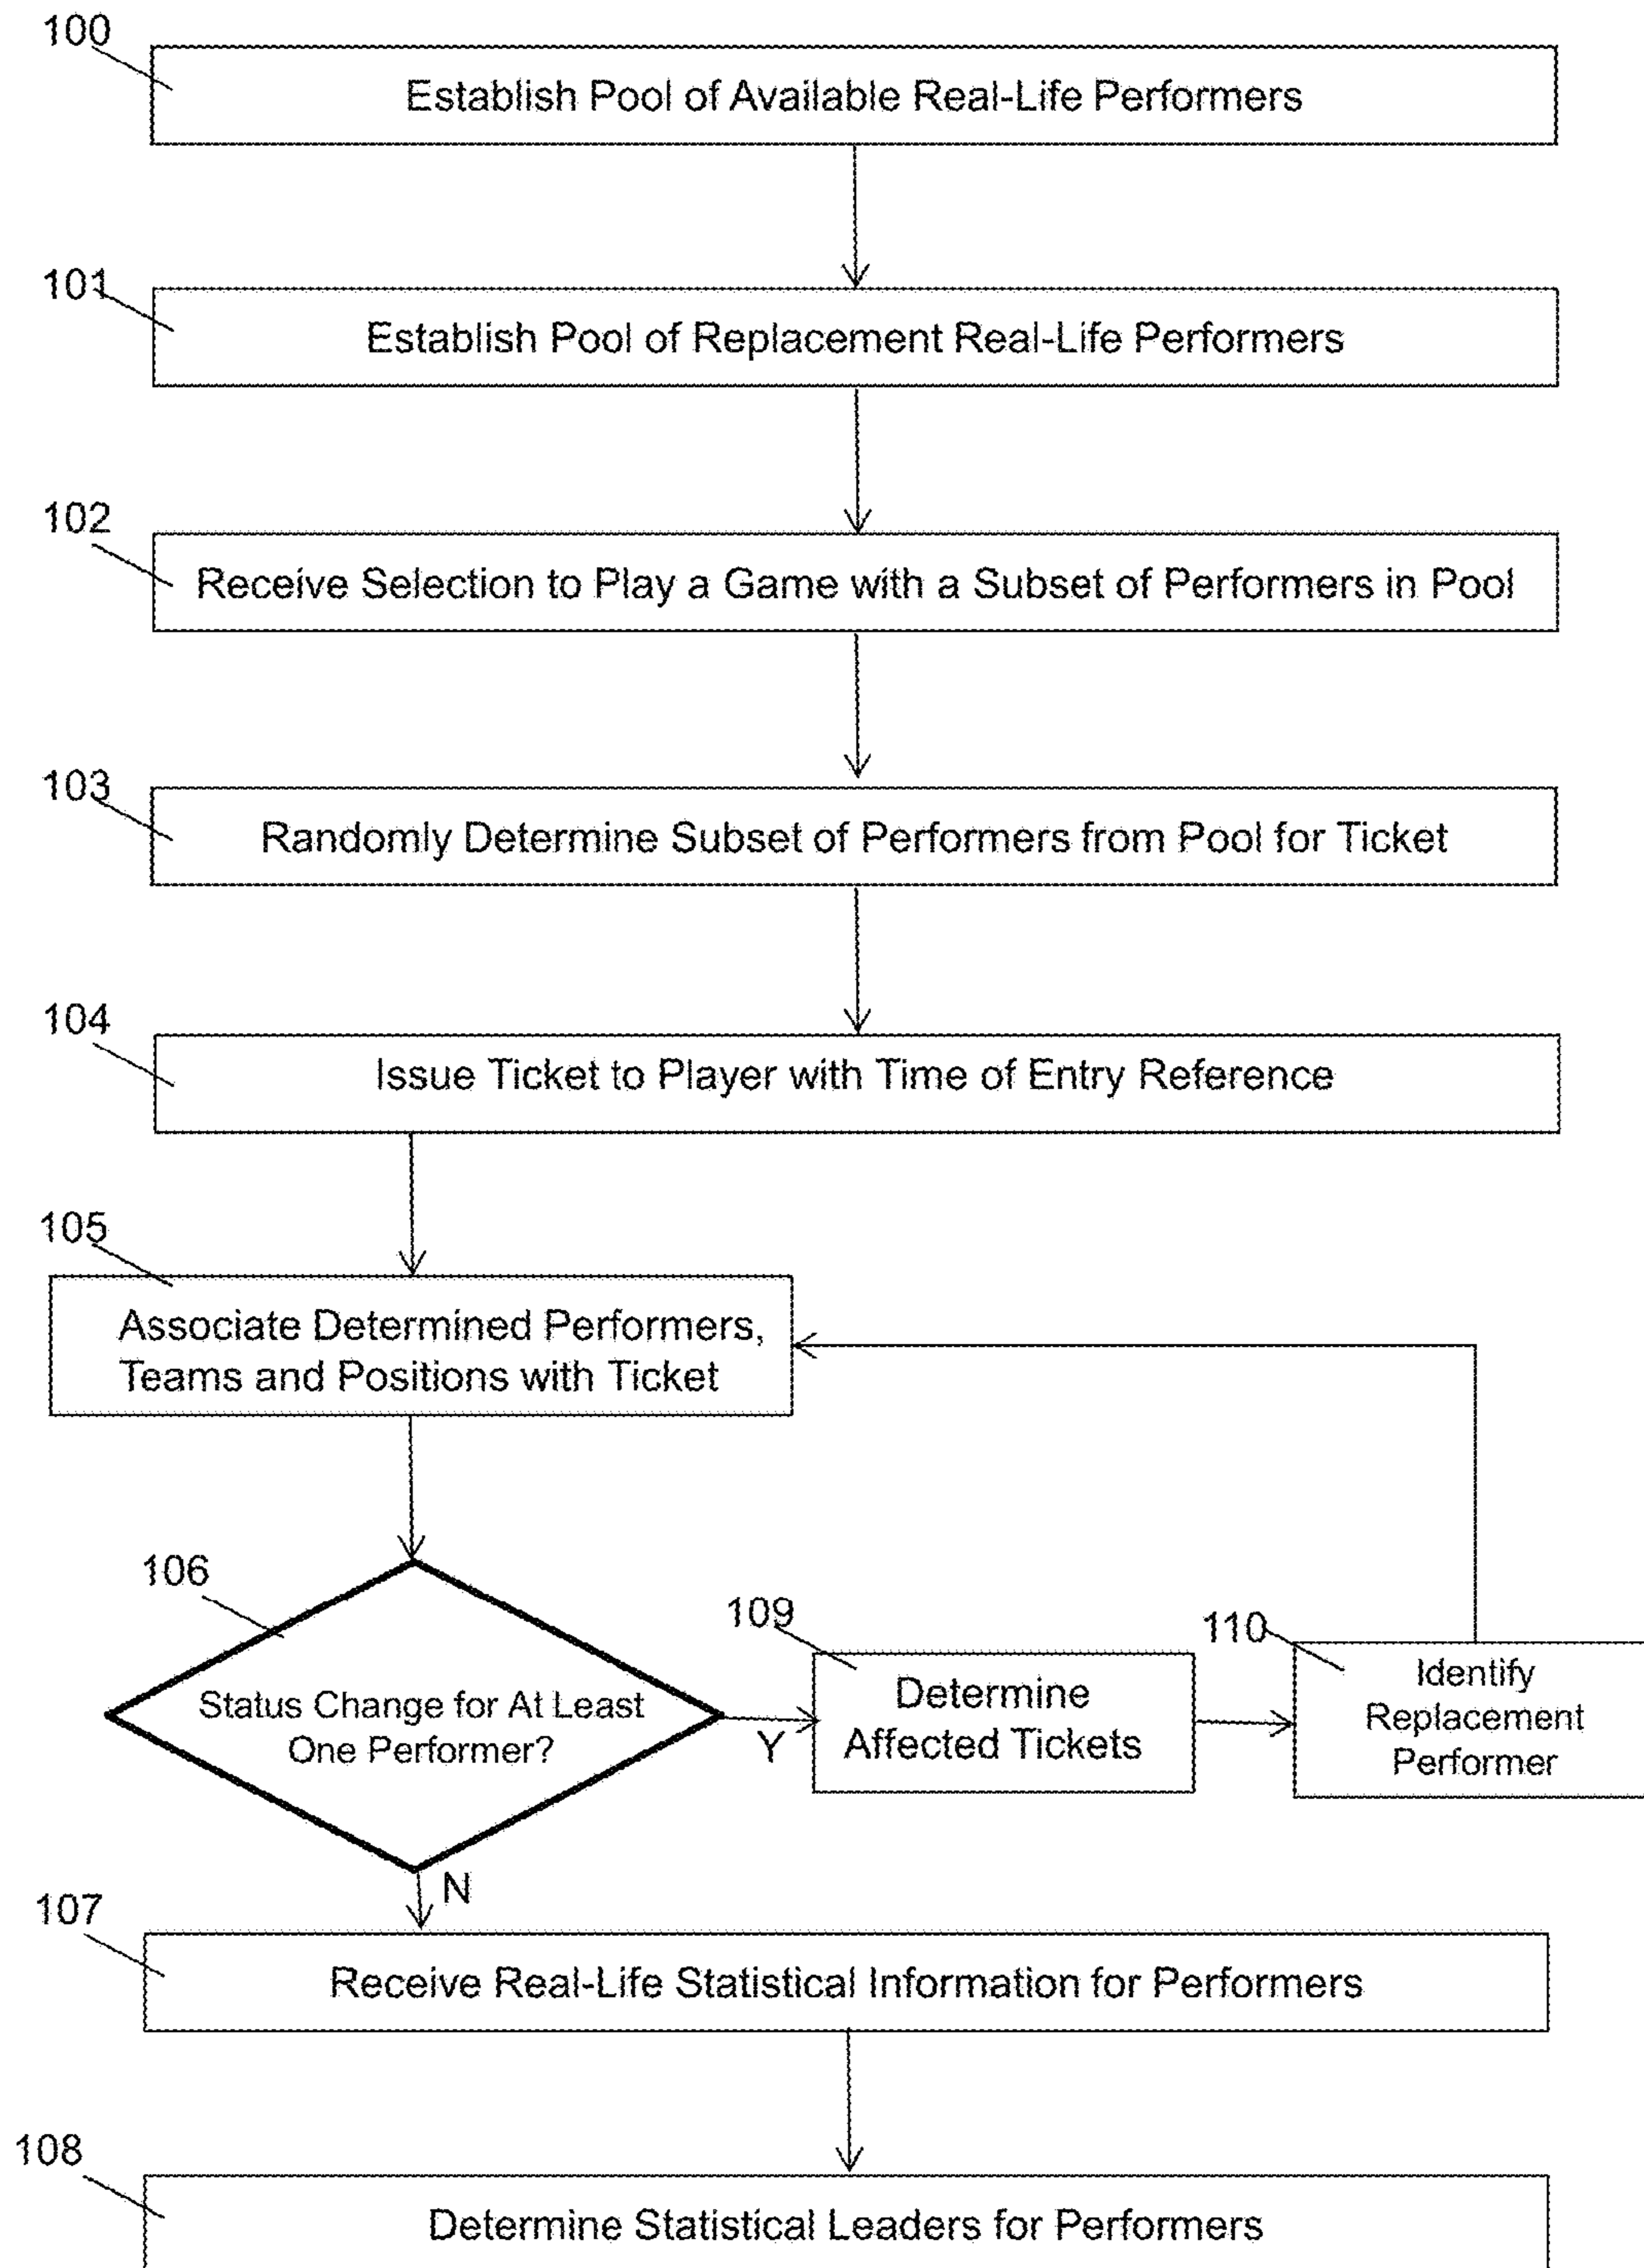 100
Establish Pool of Available Real-Life Performers
101
Establish Pool of Replacement Real-Life Performers
102
Receive Selection to Play a Game with a Subset of Performers in Pool
103
Randomly Determine Subset of Performers from Pool for Ticket
104
Issue Ticket to Player with Time of Entry Reference
105
Associate Determined Performers,
Teams and Positions with Ticket
106
Status Change for At Least
One Performer?
Y
109
Determine
Affected Tickets
110
Identify
Replacement
Performer
N
107
Receive Real-Life Statistical Information for Performers
108
Determine Statistical Leaders for Performers